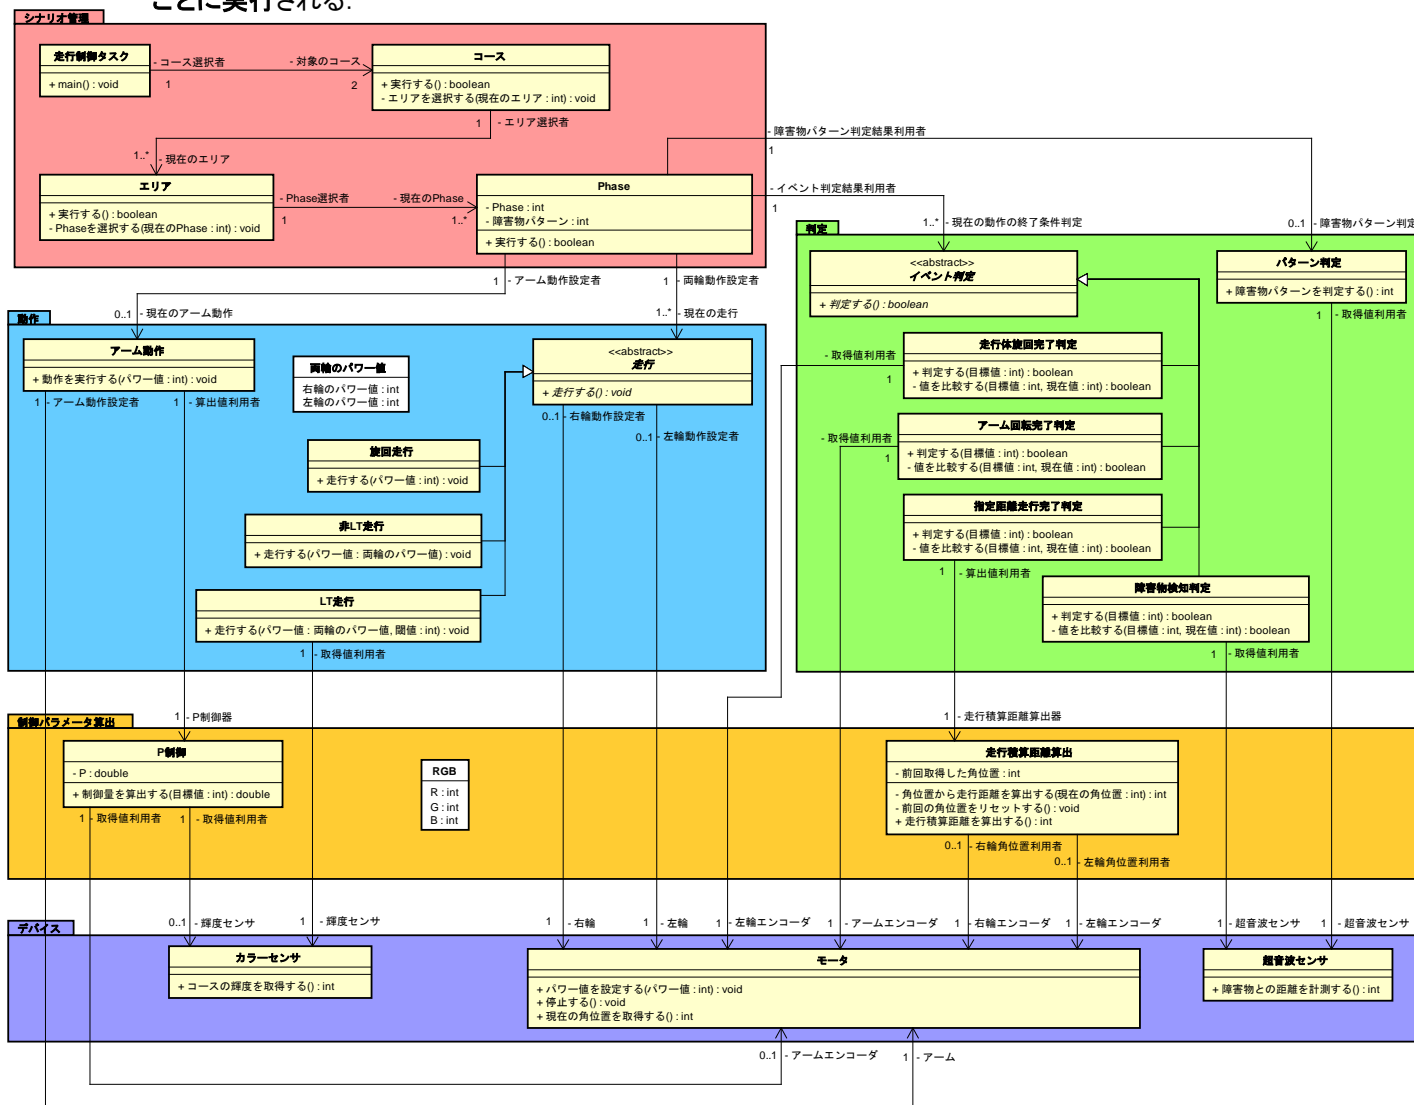 ごとに実行される.
シナリオ管理
走行制御タスク
+ main() : void
- コース選択者
1
- 対象のコース
2
コース
+ 実行する() : boolean
- エリアを選択する(現在のエリア : int) : void
1
- エリア選択者
1..*
- 現在のエリア
エリア
+ 実行する() : boolean
- Phaseを選択する(現在のPhase : int) : void
- Phase選択者
1
- 現在のPhase
1..*
Phase
- Phase : int
- 障害物パターン : int
+ 実行する() : boolean
- 障害物パターン判定結果利用者
1
- イベント判定結果利用者
1
1 - アーム動作設定者
1 - 両輪動作設定者
0..1 - 現在のアーム動作
1..* - 現在の走行
1..* - 現在の動作の終了条件判定
0..1 - 障害物パターン判定
判定
<<abstract>>
イベント判定
+ 判定する() : boolean
パターン判定
+ 障害物パターンを判定する() : int
1 - 取得値利用者
走行体旋回完了判定
+ 判定する(目標値 : int) : boolean
- 値を比較する(目標値 : int, 現在値 : int) : boolean
- 取得値利用者
1
アーム回転完了判定
+ 判定する(目標値 : int) : boolean
- 値を比較する(目標値 : int, 現在値 : int) : boolean
- 取得値利用者
1
指定距離走行完了判定
+ 判定する(目標値 : int) : boolean
- 値を比較する(目標値 : int, 現在値 : int) : boolean
1 - 算出値利用者
障害物検知判定
+ 判定する(目標値 : int) : boolean
- 値を比較する(目標値 : int, 現在値 : int) : boolean
1 - 取得値利用者
動作
アーム動作
+ 動作を実行する(パワー値 : int) : void
1 - アーム動作設定者
1 - 算出値利用者
両輪のパワー値
右輪のパワー値 : int
左輪のパワー値 : int
<<abstract>>
走行
+ 走行する() : void
0..1 - 右輪動作設定者
0..1 - 左輪動作設定者
旋回走行
+ 走行する(パワー値 : int) : void
非LT走行
+ 走行する(パワー値 : 両輪のパワー値) : void
LT走行
+ 走行する(パワー値 : 両輪のパワー値, 閾値 : int) : void
1 - 取得値利用者
制御パラメータ算出
1 - P制御器
P制御
- P : double
+ 制御量を算出する(目標値 : int) : double
1 - 取得値利用者
1 - 取得値利用者
RGB
R : int
G : int
B : int
1 - 走行積算距離算出器
走行積算距離算出
- 前回取得した角位置 : int
- 角位置から走行距離を算出する(現在の角位置 : int) : int
- 前回の角位置をリセットする() : void
+ 走行積算距離を算出する() : int
0..1 - 右輪角位置利用者
0..1 - 左輪角位置利用者
デバイス
0..1 - 輝度センサ
1 - 輝度センサ
1 - 右輪
1 - 左輪
1 - 左輪エンコーダ
1 - アームエンコーダ
1 - 右輪エンコーダ
1 - 左輪エンコーダ
1 - 超音波センサ
1 - 超音波センサ
カラーセンサ
+ コースの輝度を取得する() : int
モータ
+ パワー値を設定する(パワー値 : int) : void
+ 停止する() : void
+ 現在の角位置を取得する() : int
超音波センサ
+ 障害物との距離を計測する() : int
0..1 - アームエンコーダ
1 - アーム